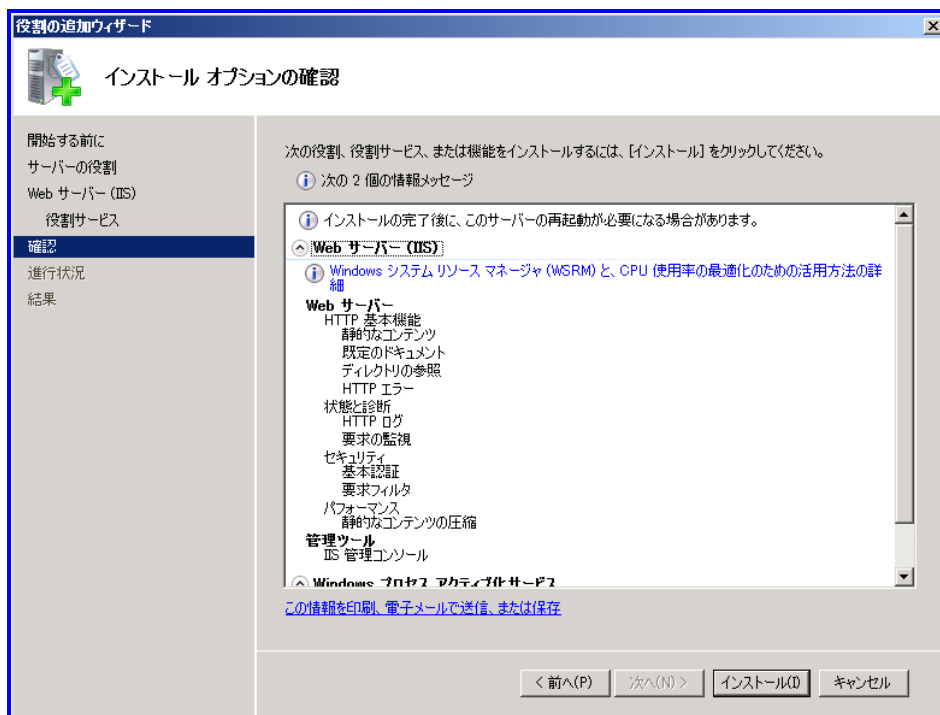 役割の追加ウィザード
インストール オプションの確認
開始する前に
サーバーの役割
Web サーバー (IIS)
役割サービス
確認
進行状況
結果
次の役割、役割サービス、または機能をインストールするには、[インストール] をクリックしてください。
次の 2 個の情報メッセージ
インストールの完了後に、このサーバーの再起動が必要になる場合があります。
Web サーバー (IIS)
Windows システム リソース マネージャ (WSRM) と、CPU 使用率の最適化のための活用方法の詳
細
Web サーバー
HTTP 基本機能
静的なコンテンツ
既定のドキュメント
ディレクトリの参照
HTTP エラー
状態と診断
HTTP ログ
要求の監視
セキュリティ
基本認証
要求フィルタ
パフォーマンス
静的なコンテンツの圧縮
管理ツール
IIS 管理コンソール
Windows プロセス アクティブ化サービス
この情報を印刷、電子メールで送信、または保存
< 前へ(P)
次へ(N) >
インストール(I)
キャンセル